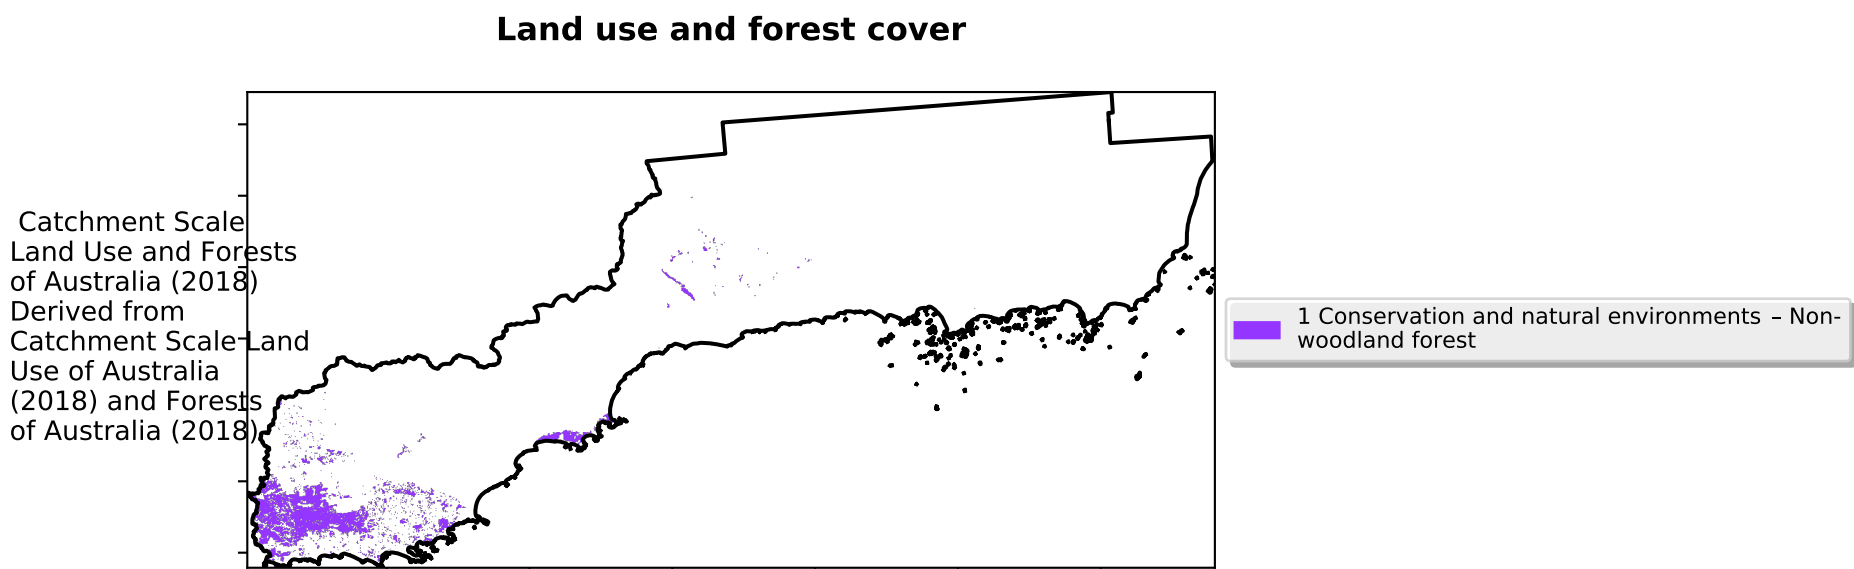 Land use and forest cover
Catchment Scale
Land Use and Forests
of Australia (2018)
Derived from
Catchment Scale Land
Use of Australia
(2018) and Forests
of Australia (2018)
1 Conservation and natural environments – Non-
woodland forest